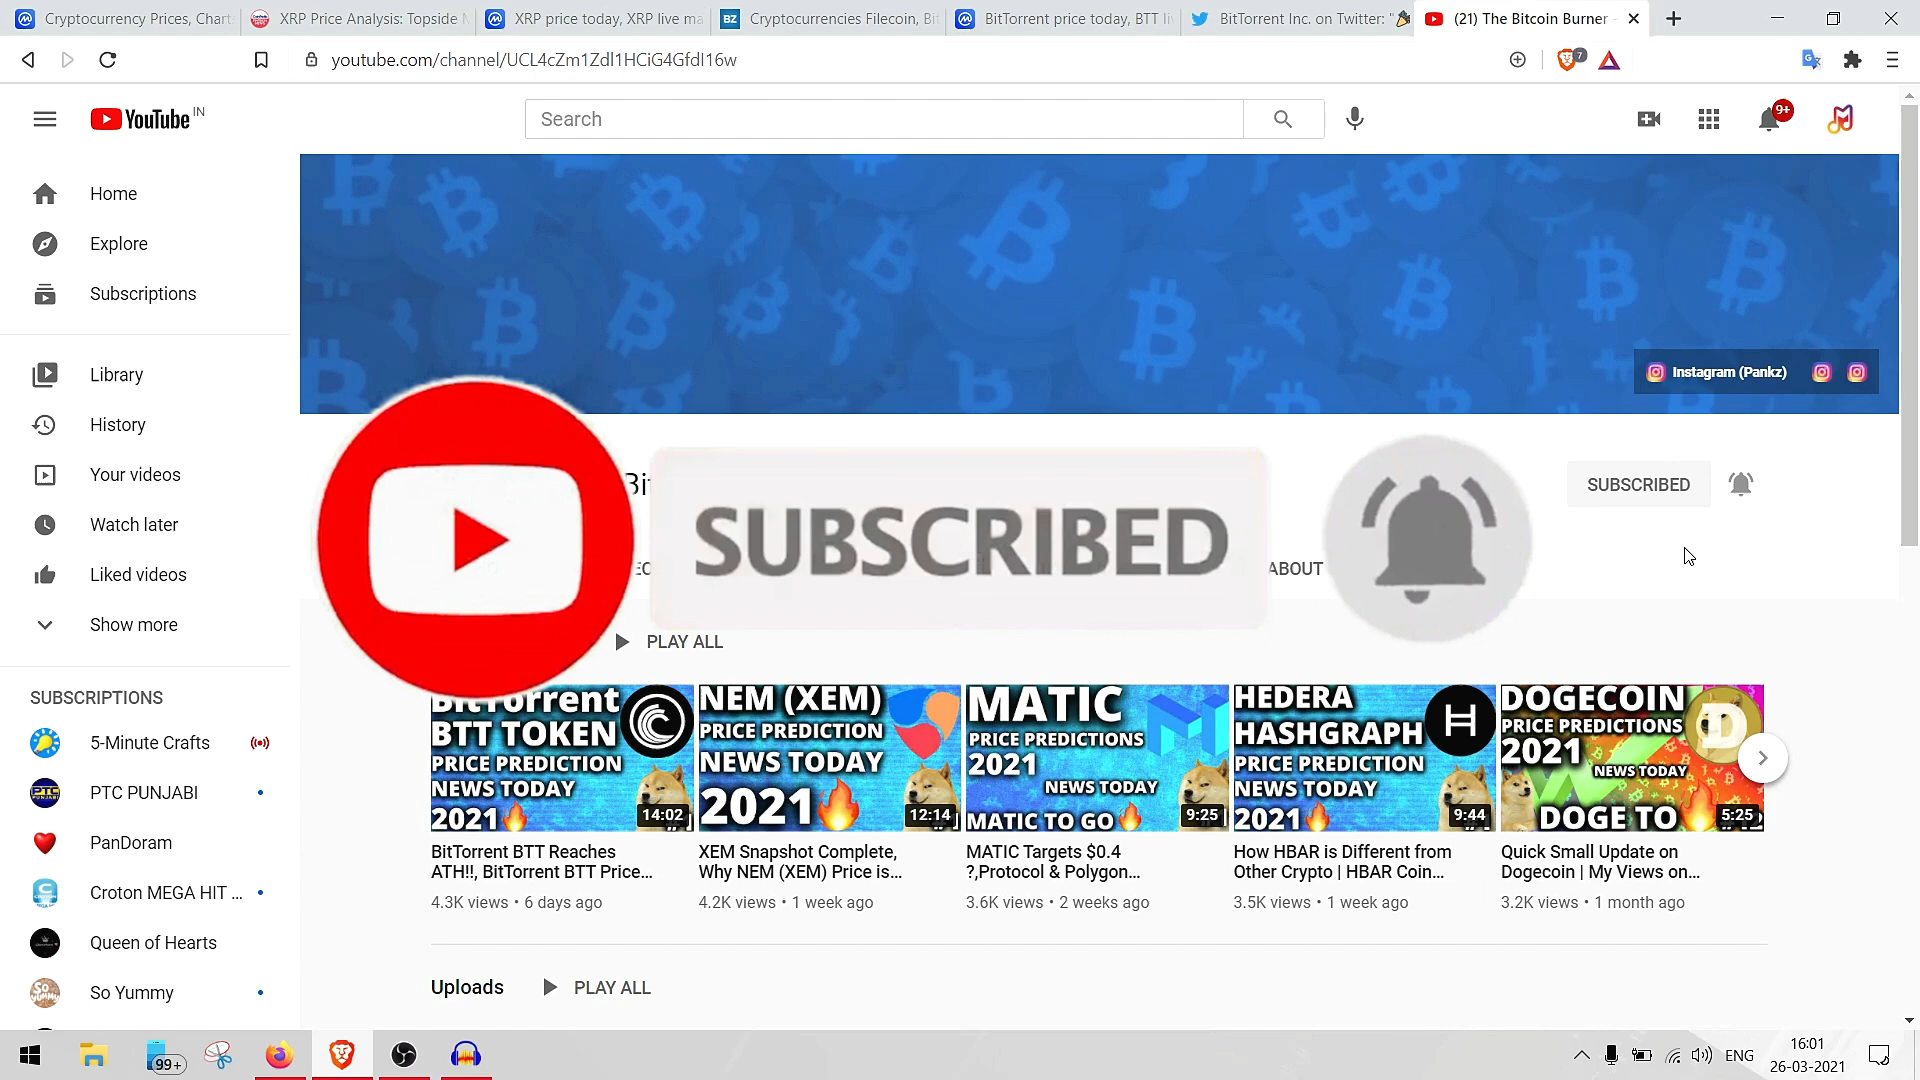 Cryptocurrency Prices, Chart
XRP Price Analysis: Topside
XRP price today, XRP live ma
BZ
Cryptocurrencies Filecoin, Bi
BitTorrent price today, BTT li
BitTorrent Inc. on Twitter: "
(21) The Bitcoin Burner -
youtube.com/channel/UCL4cZm1Zdl1HCiG4GfdI16w
7
YouTube IN
Search
9+
Home
Explore
Subscriptions
Library
History
Your videos
Watch later
Liked videos
Show more
SUBSCRIPTIONS
5-Minute Crafts
PTC PUNJABI
PanDoram
Croton MEGA HIT ...
Queen of Hearts
So Yummy
Instagram (Pankz)
SUBSCRIBED
SUBSCRIBED
ABOUT
PLAY ALL
BitTorrent
BTT TOKEN
PRICE PREDICTION
NEWS TODAY
2021
14:02
NEM (XEM)
PRICE PREDICTION
NEWS TODAY
2021
12:14
MATIC
PRICE PREDICTIONS
2021
NEWS TODAY
MATIC TO GO
9:25
HEDERA
HASHGRAPH
PRICE PREDICTION
NEWS TODAY
2021
9:44
DOGECOIN
PRICE PREDICTIONS
2021
NEWS TODAY
DOGE TO
5:25
BitTorrent BTT Reaches
ATH!!, BitTorrent BTT Price...
4.3K views • 6 days ago
XEM Snapshot Complete,
Why NEM (XEM) Price is...
4.2K views • 1 week ago
MATIC Targets $0.4
?,Protocol & Polygon...
3.6K views • 2 weeks ago
How HBAR is Different from
Other Crypto | HBAR Coin...
3.5K views • 1 week ago
Quick Small Update on
Dogecoin | My Views on...
3.2K views • 1 month ago
Uploads
PLAY ALL
99+
ENG
16:01
26-03-2021